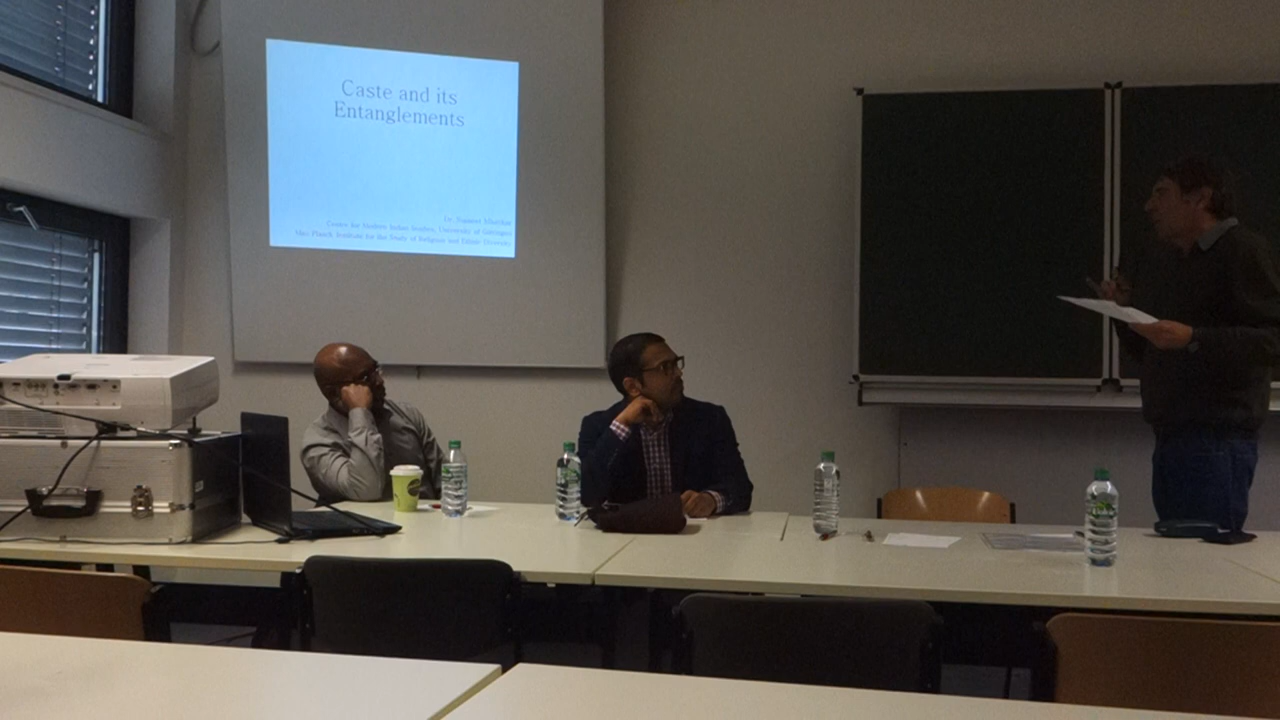 Caste and its
Entanglements
Dr.
Centre for Modern Indian Studies, University of Göttingen
Max Planck Institute for the Study of Religious and Ethnic Diversity